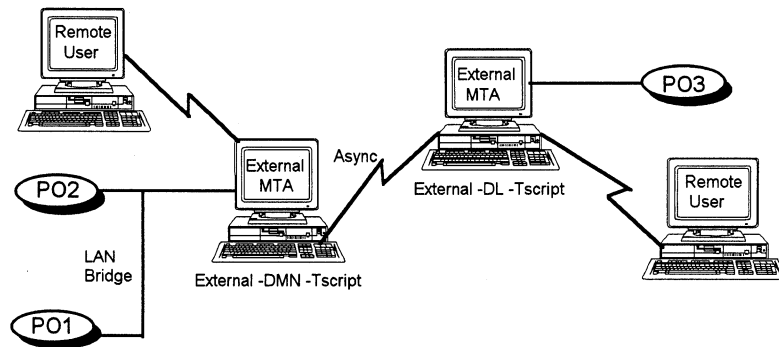 Remote
User
External
MTA
PO3
PO2
External
MTA
Async
External -DL -Tscript
Remote
User
LAN
Bridge
External -DMN -Tscript
PO1